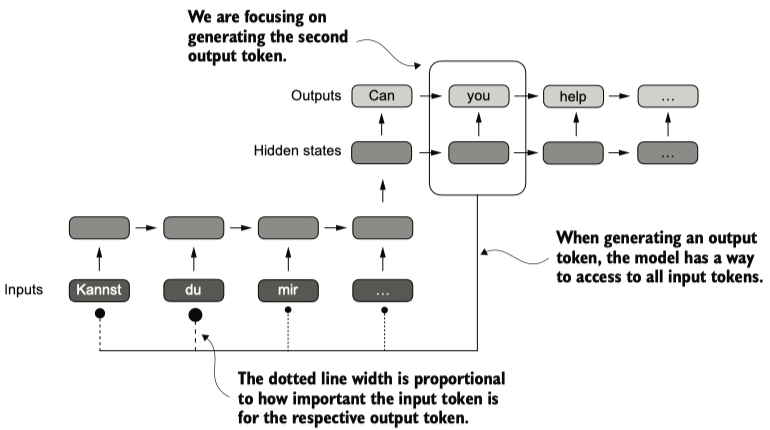 We are focusing on
generating the second
output token.
Outputs
Can
you
help
...
Hidden states
...
When generating an output
token, the model has a way
to access to all input tokens.
Inputs
Kannst
du
mir
...
The dotted line width is proportional
to how important the input token is
for the respective output token.